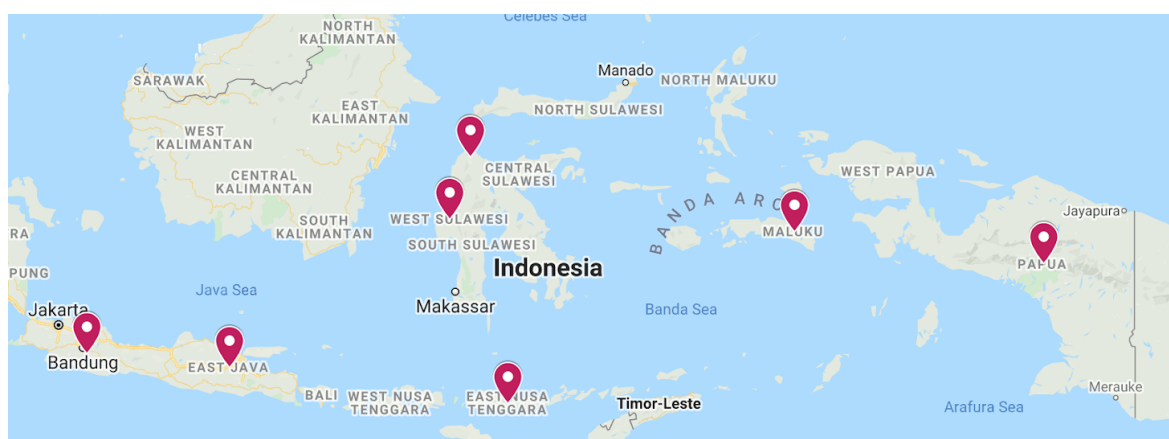 Celebes Sea
NORTH
KALIMANTAN
SARAWAK
Manado
NORTH MALUKU
EAST
KALIMANTAN
NORTH SULAWESI
WEST
KALIMANTAN
CENTRAL
SULAWESI
WEST PAPUA
CENTRAL
KALIMANTAN
BANDA ARC
Jayapura
WEST SULAWESI
SOUTH
KALIMANTAN
MALUKU
RA
SOUTH SULAWESI
PAPUA
Indonesia
PUNG
Java Sea
Makassar
Banda Sea
Jakarta
Bandung
EAST JAVA
BALI
WEST NUSA
TENGGARA
EAST NUSA
TENGGARA
Timor-Leste
Merauke
Arafura Sea